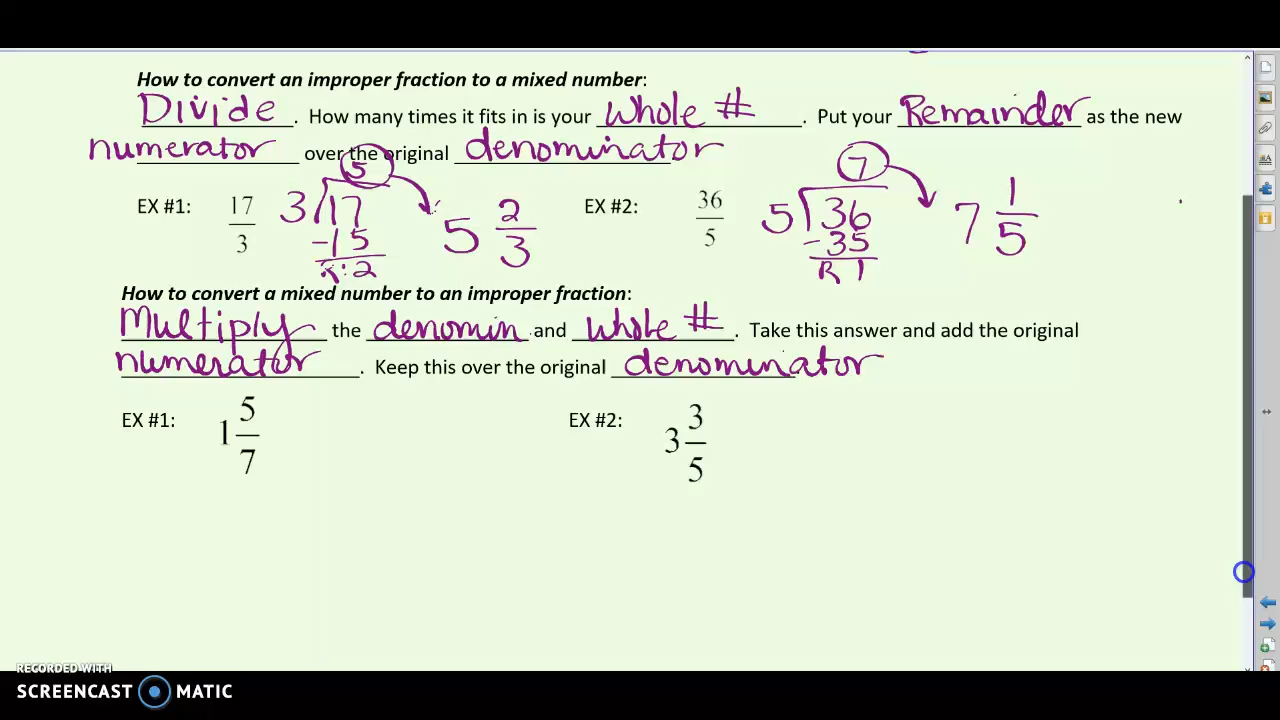 How to convert an improper fraction to a mixed number:
Divide. How many times it fits in is your whole #. Put your Remainder as the new
numerator over the original denominator.
EX #1: 17/3 3 17 5 -15 R:2 5 2/3 EX #2: 36/5 5 36 7 -35 R 1 7 1/5
How to convert a mixed number to an improper fraction:
Multiply the denomin. and whole #. Take this answer and add the original
numerator. Keep this over the original denominator
EX #1: 1 5/7 EX #2: 3 3/5
RECORDED WITH
SCREENCAST MATIC